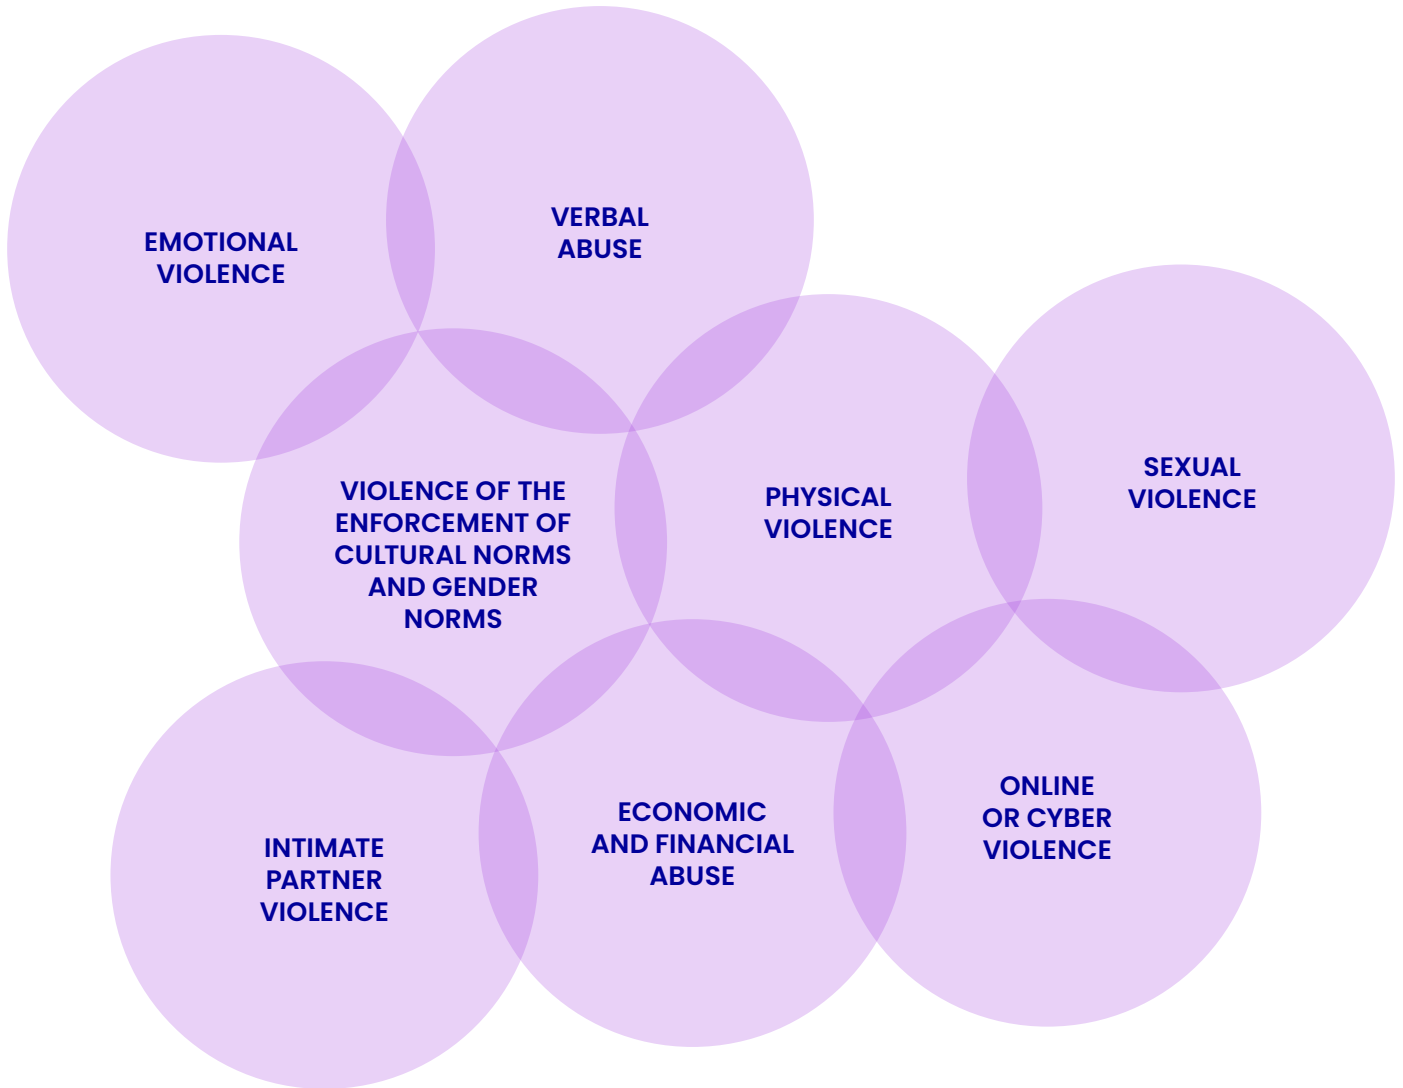 EMOTIONAL
VIOLENCE
VERBAL
ABUSE
VIOLENCE OF THE
ENFORCEMENT OF
CULTURAL NORMS
AND GENDER
NORMS
PHYSICAL
VIOLENCE
SEXUAL
VIOLENCE
INTIMATE
PARTNER
VIOLENCE
ECONOMIC
AND FINANCIAL
ABUSE
ONLINE
OR CYBER
VIOLENCE